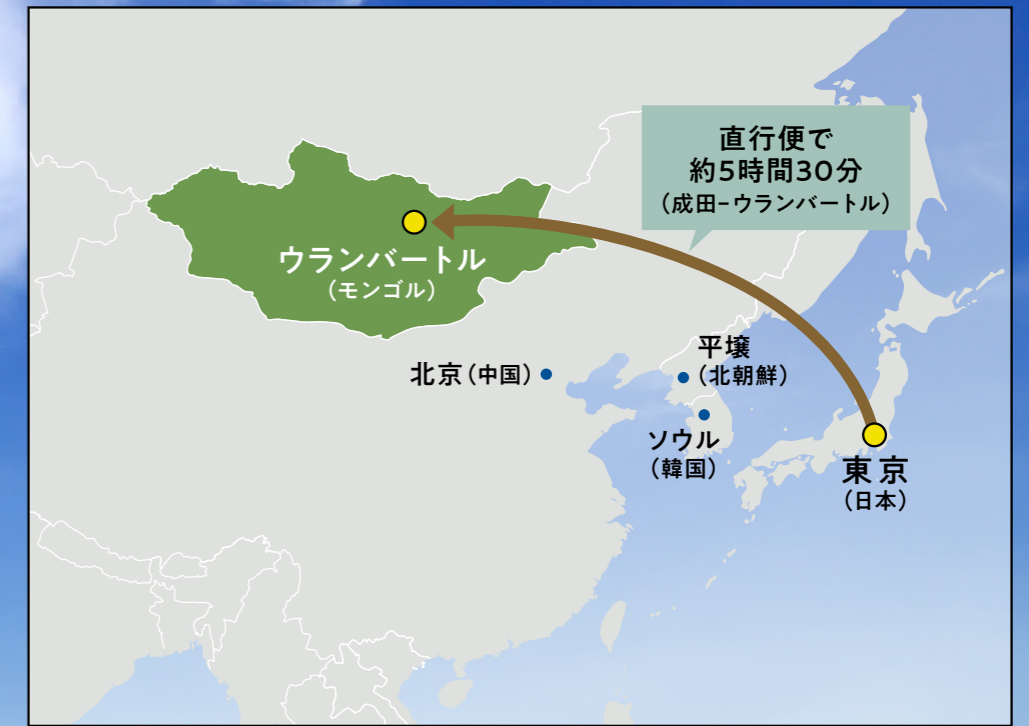 直行便で
約5時間30分
(成田-ウランバートル)
ウランバートル
(モンゴル)
北京(中国)
平壌
(北朝鮮)
ソウル
(韓国)
東京
(日本)